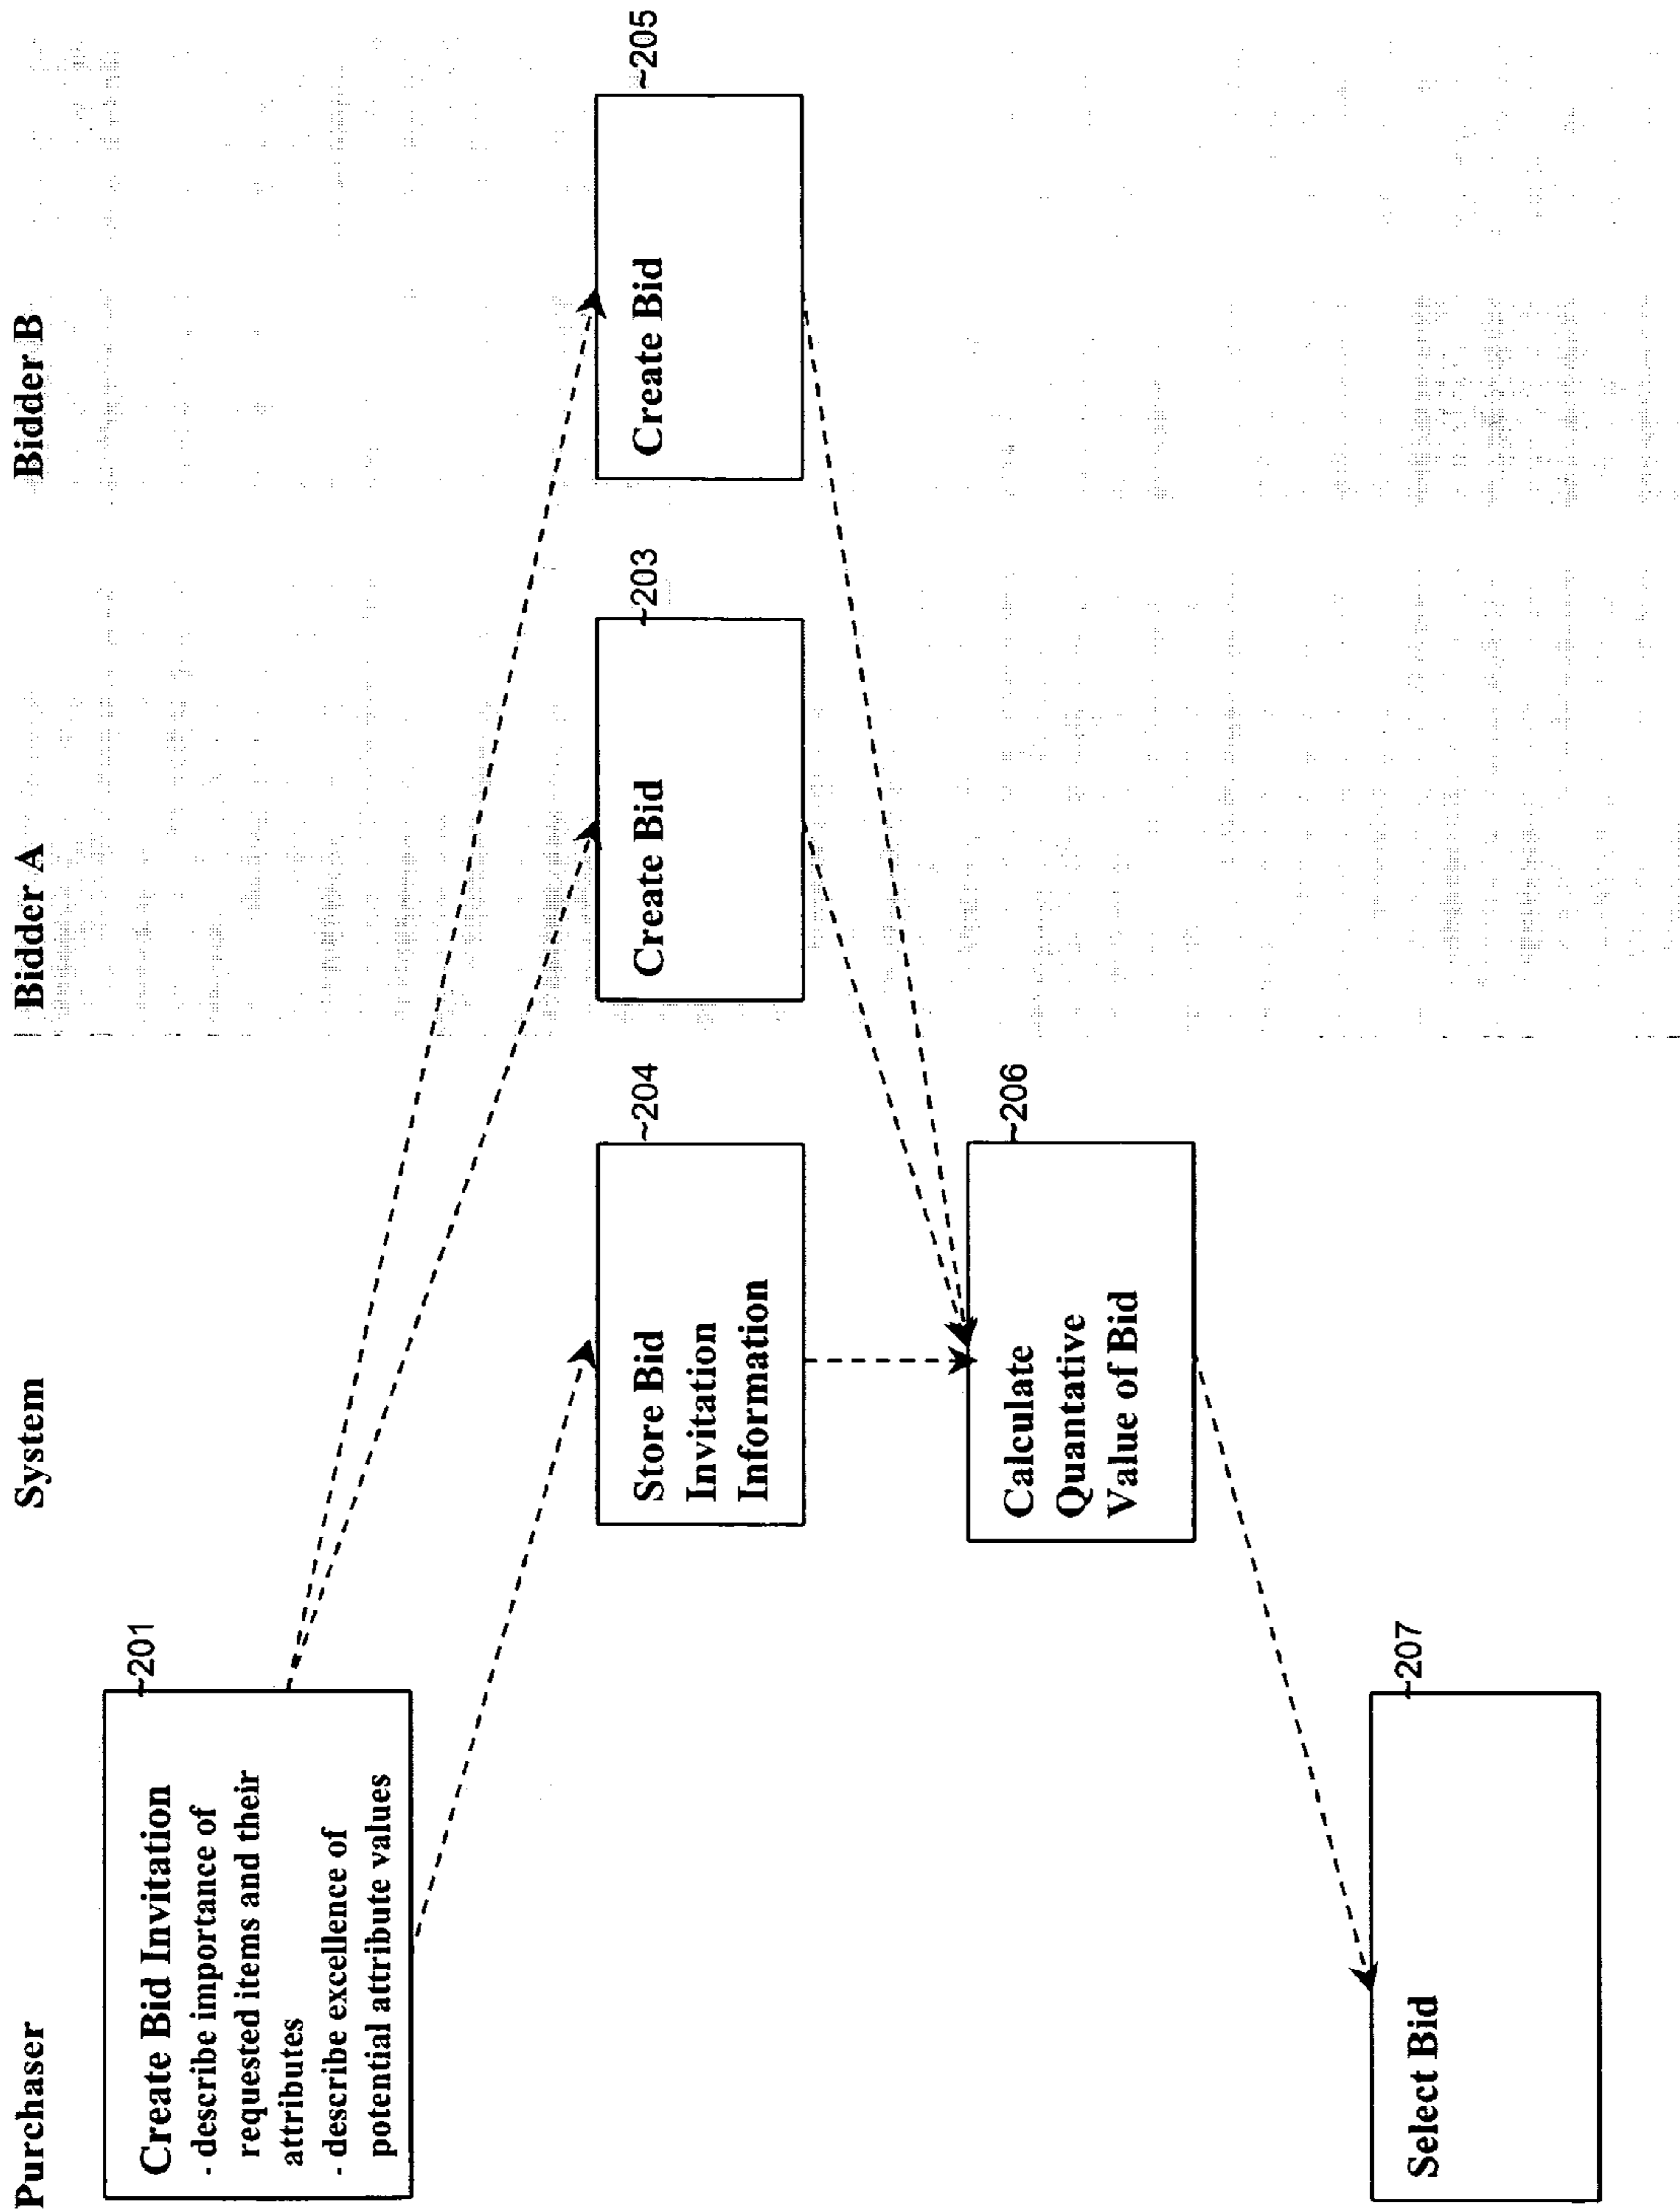 Purchaser
System
Bidder A
Bidder B
~201
Create Bid Invitation
- describe importance of
requested items and their
attributes
- describe excellence of
potential attribute values
~204
Store Bid
Invitation
Information
~203
Create Bid
~205
Create Bid
~206
Calculate
Quantative
Value of Bid
~207
Select Bid